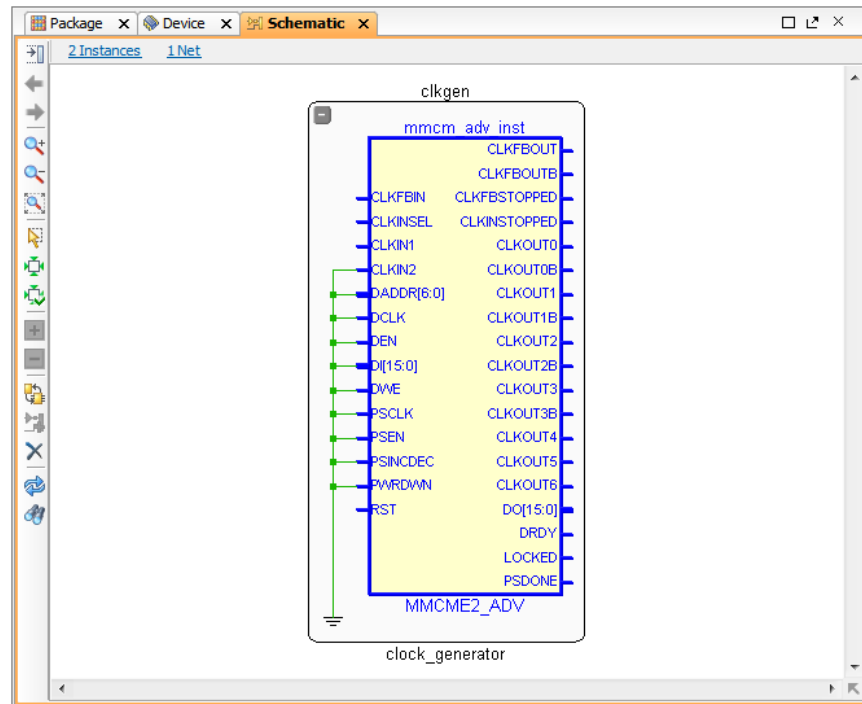 Package Device Schematic
2 Instances 1 Net
clkgen
mmcm_adv_inst
CLKFBOUT
CLKFBOUTB
CLKFBIN CLKFBSTOPPED
CLKINSEL CLKINSTOPPED
CLKIN1 CLKOUT0
CLKIN2 CLKOUT0B
DADDR[6:0] CLKOUT1
DCLK CLKOUT1B
DEN CLKOUT2
DI[15:0] CLKOUT2B
DWE CLKOUT3
PSCLK CLKOUT3B
PSEN CLKOUT4
PSINCDEC CLKOUT5
PWRDWN CLKOUT6
RST DO[15:0]
DRDY
LOCKED
PSDONE
MMCME2_ADV
clock_generator